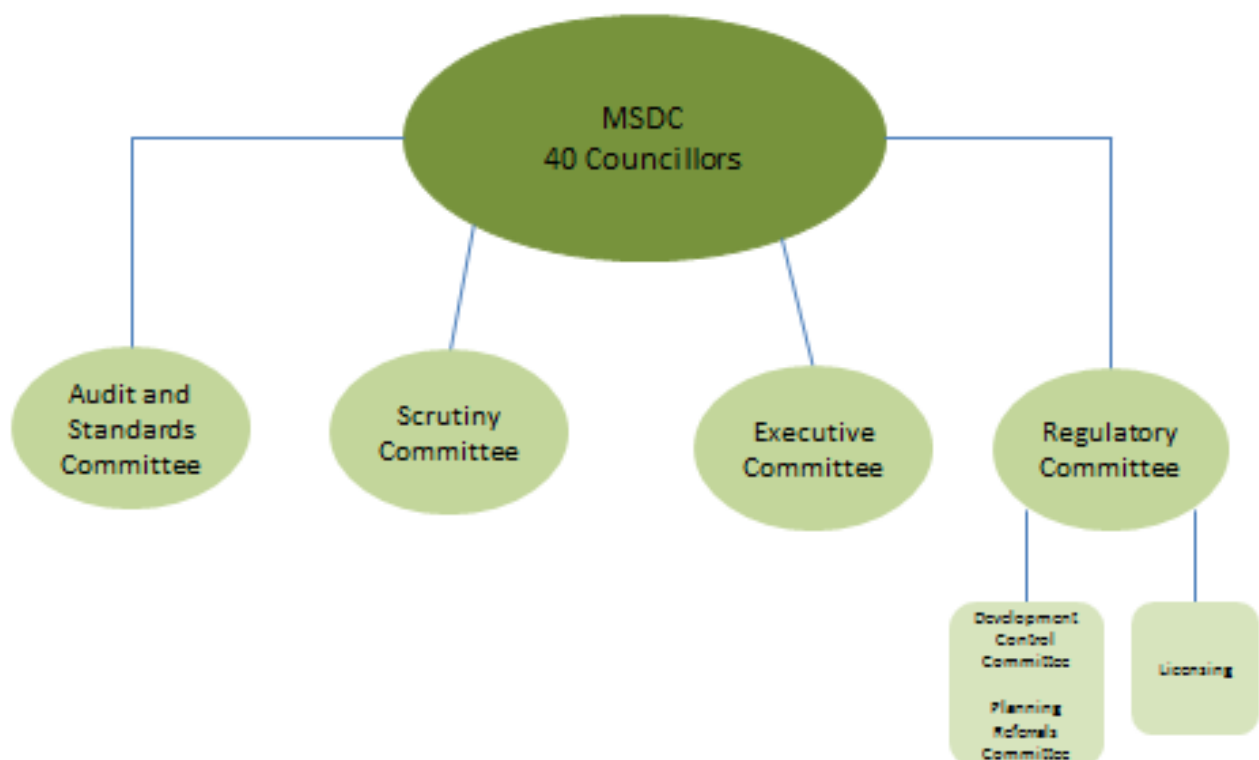 MSDC
40 Councillors
Audit and
Standards
Committee
Scrutiny
Committee
Executive
Committee
Regulatory
Committee
Development
Control
Committee
Planning
Referrals
Committee
Licensing